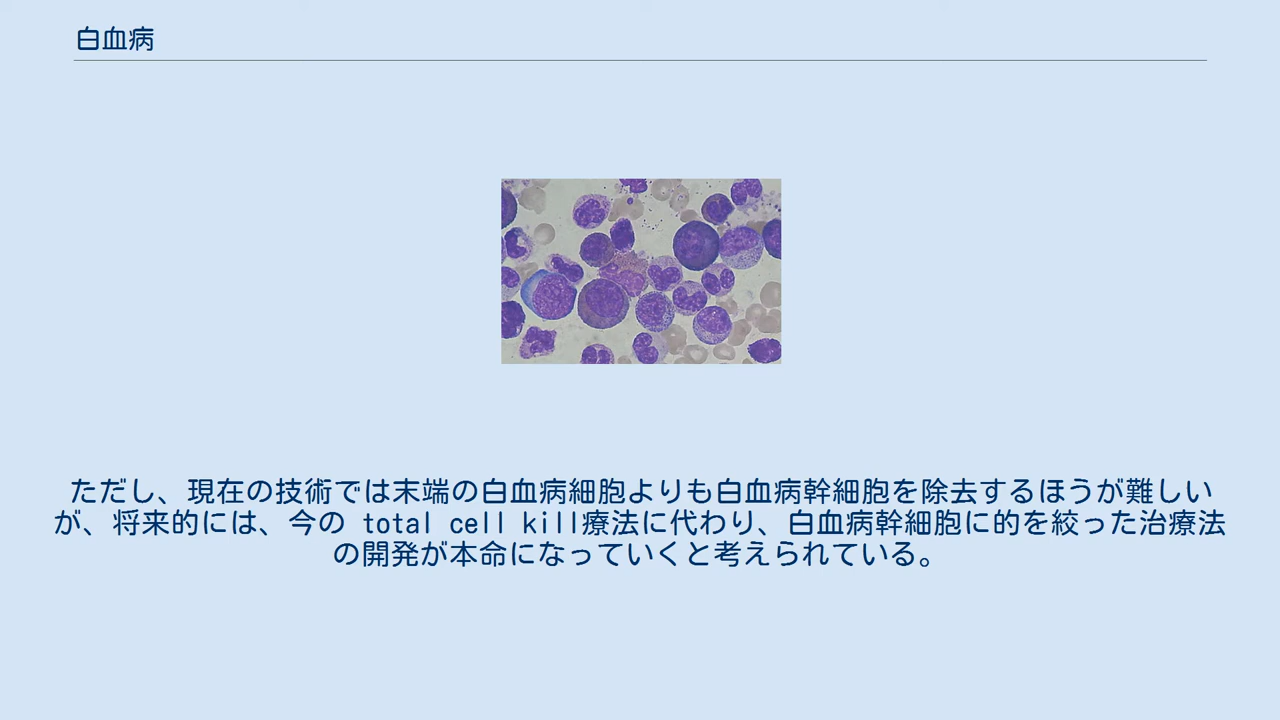 白血病
ただし、現在の技術では末端の白血病細胞よりも白血病幹細胞を除去するほうが難しい
が、将来的には、今の total cell kill療法に代わり、白血病幹細胞に的を絞った治療法
の開発が本命になっていくと考えられている。